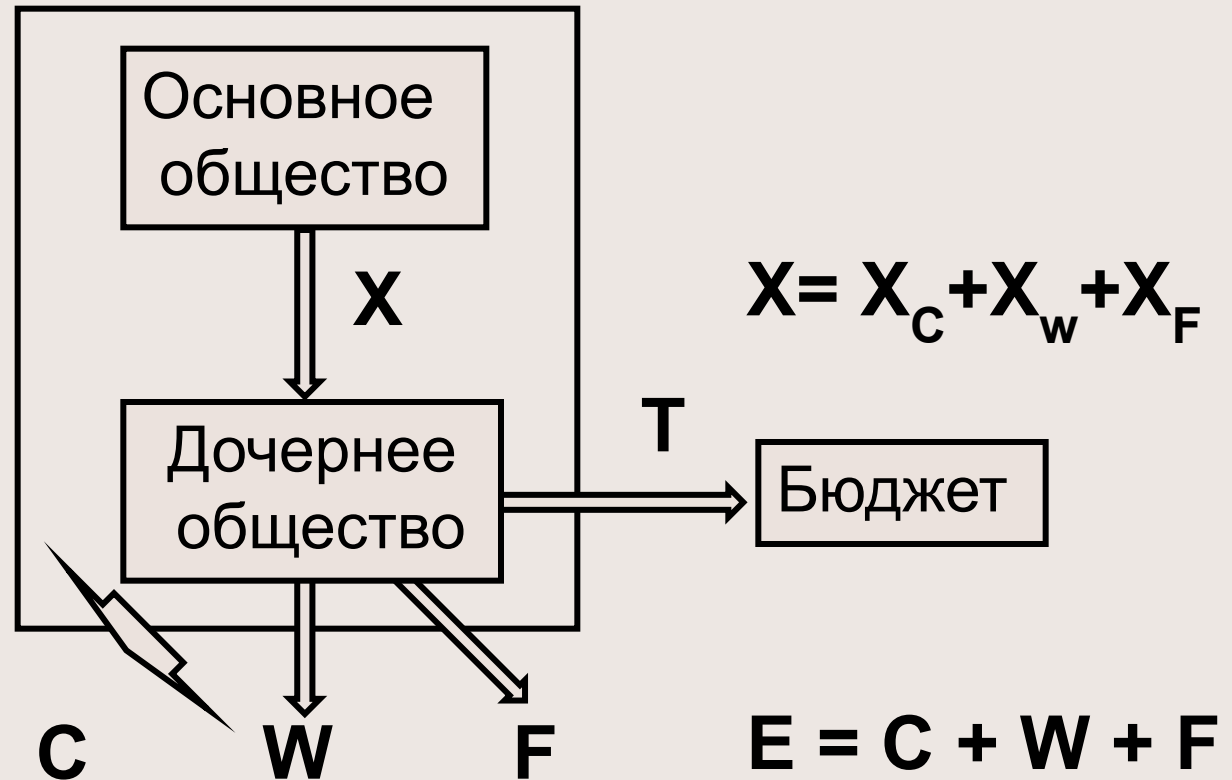 Основное
общество
X
X= X_C+X_w+X_F
T
Дочернее
общество
Бюджет
C W F
E = C + W + F